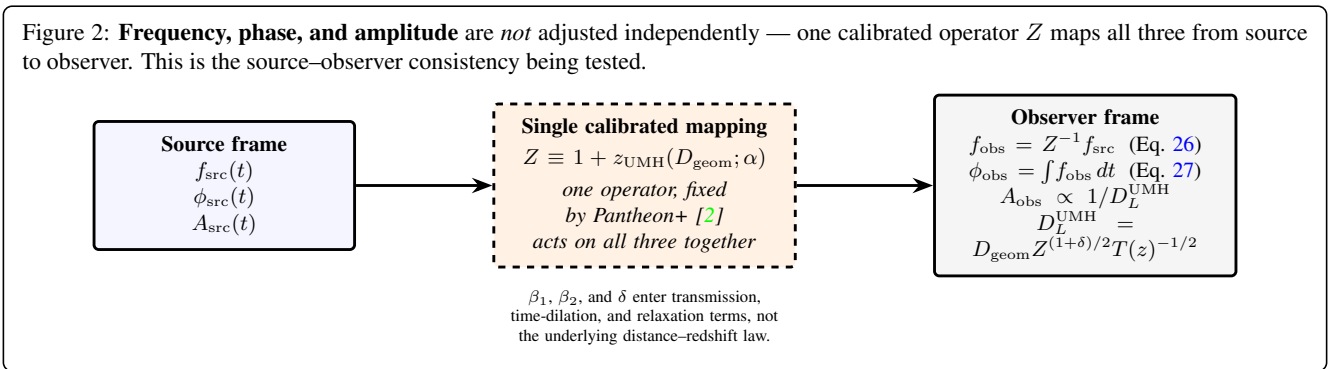 Figure 2: Frequency, phase, and amplitude are not adjusted independently — one calibrated operator Z maps all three from source
to observer. This is the source–observer consistency being tested.
Source frame
f_src(t)
ϕ_src(t)
A_src(t)
Single calibrated mapping
Z ≡ 1 + z_UMH(D_geom; α)
one operator, fixed
by Pantheon+ [2]
acts on all three together
β₁, β₂, and δ enter transmission,
time-dilation, and relaxation terms, not
the underlying distance–redshift law.
Observer frame
f_obs = Z⁻¹ f_src (Eq. 26)
ϕ_obs = ∫ f_obs dt (Eq. 27)
A_obs ∝ 1/D_L^UMH
D_L^UMH =
D_geom Z^(1+δ)/2 T(z)^−1/2